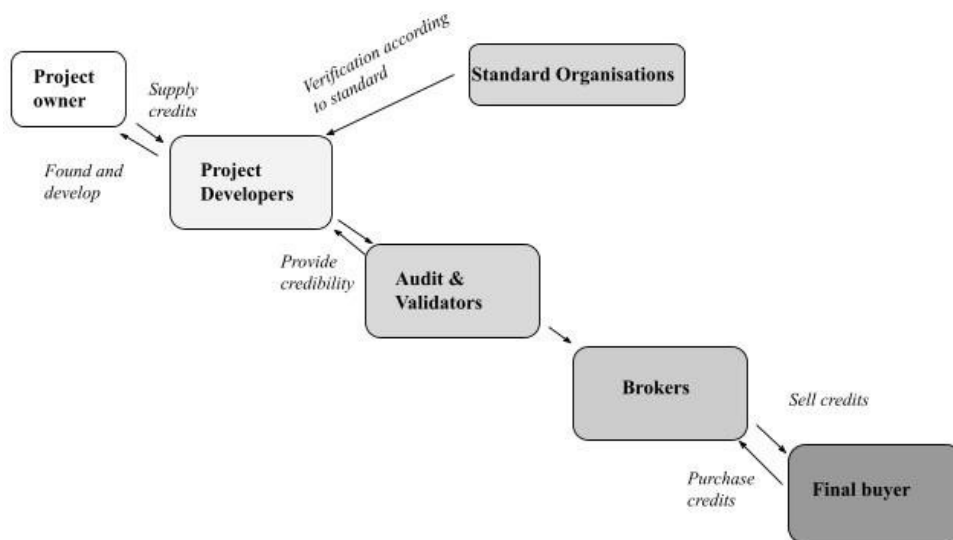 Project
owner
Supply
credits
Found and
develop
Verification according
to standard
Standard Organisations
Project
Developers
Provide
credibility
Audit &
Validators
Brokers
Sell credits
Purchase
credits
Final buyer